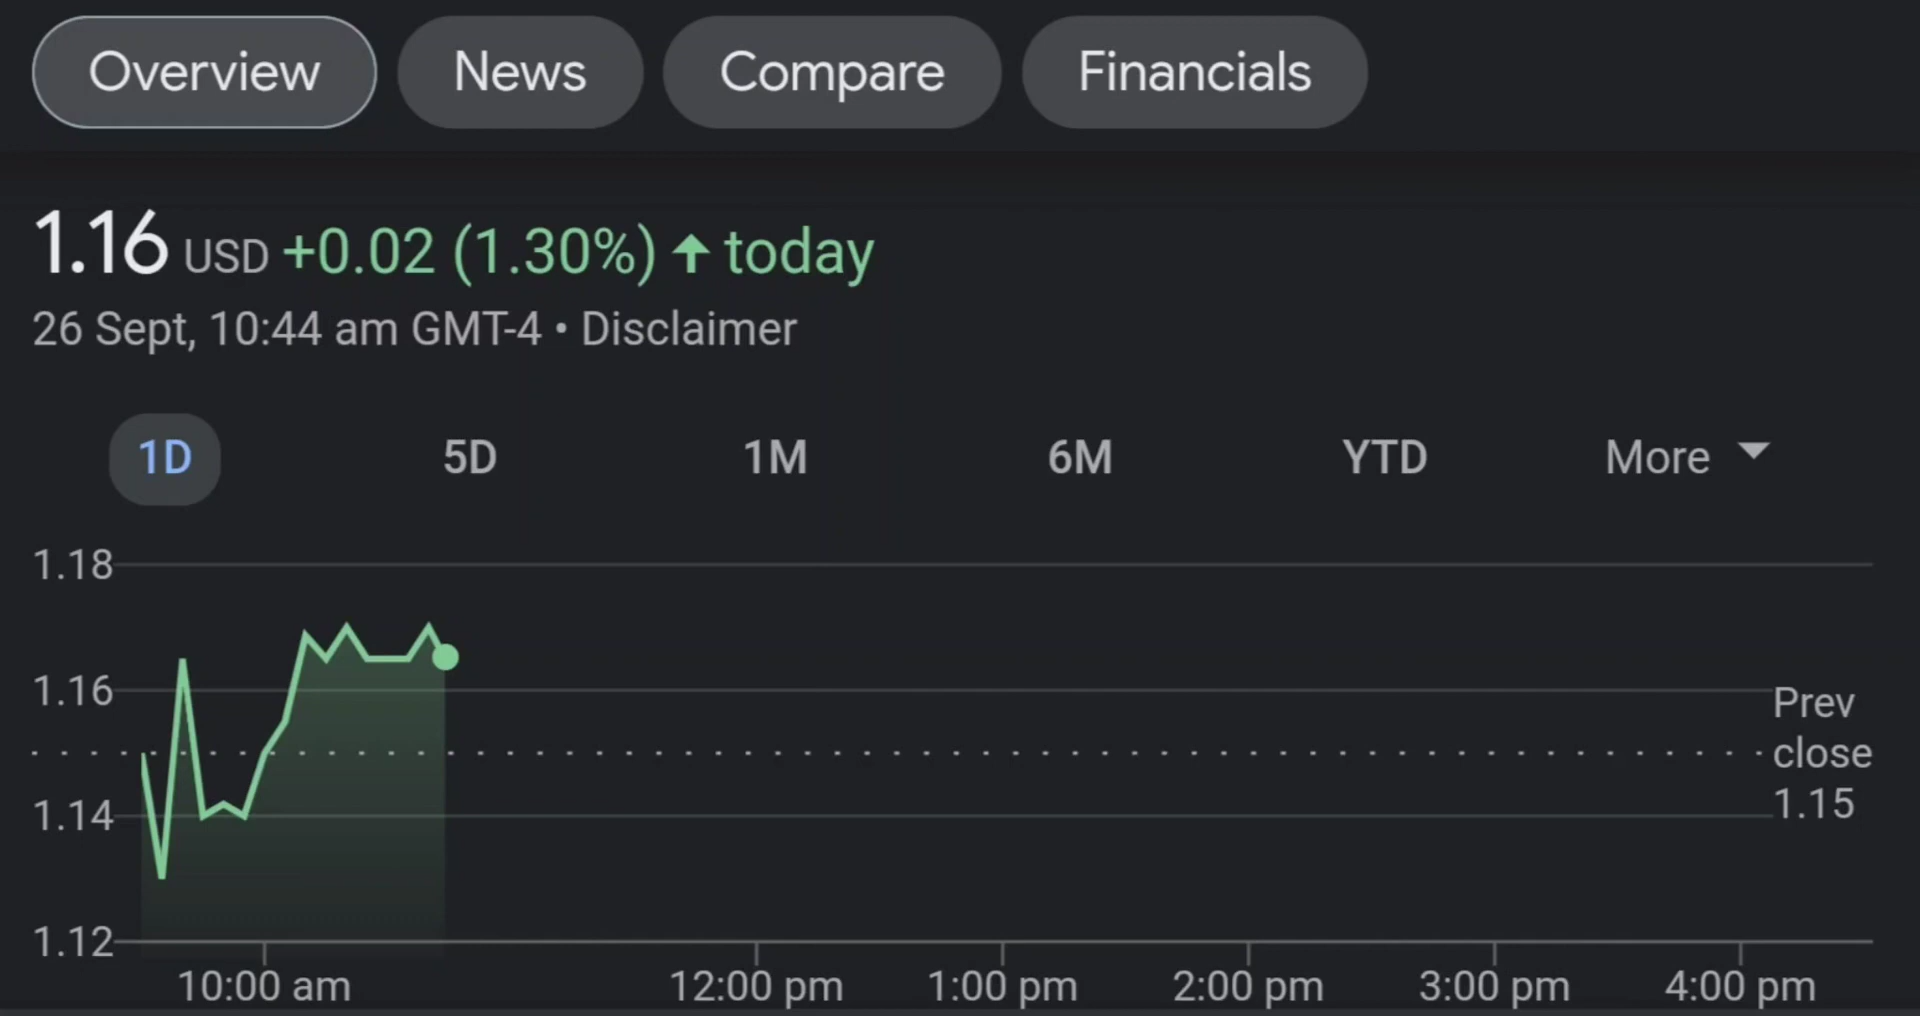 Overview News Compare Financials
1.16 USD +0.02 (1.30%) ↑ today
26 Sept, 10:44 am GMT-4 • Disclaimer
1D 5D 1M 6M YTD More
1.18
1.16
Prev
close
1.15
1.14
1.12
10:00 am 12:00 pm 1:00 pm 2:00 pm 3:00 pm 4:00 pm